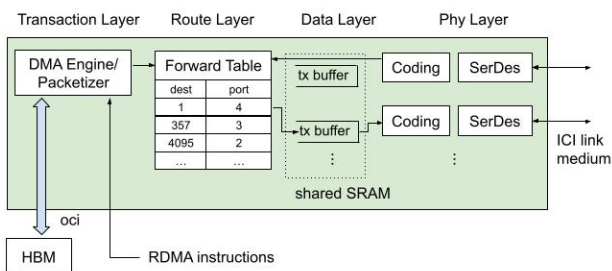 Transaction Layer Route Layer Data Layer Phy Layer
DMA Engine/
Packetizer
Forward Table
dest port
1 4
357 3
4095 2
... ...
tx buffer
tx buffer
⋮
shared SRAM
Coding SerDes
Coding SerDes
⋮
ICI link
medium
oci
HBM
RDMA instructions